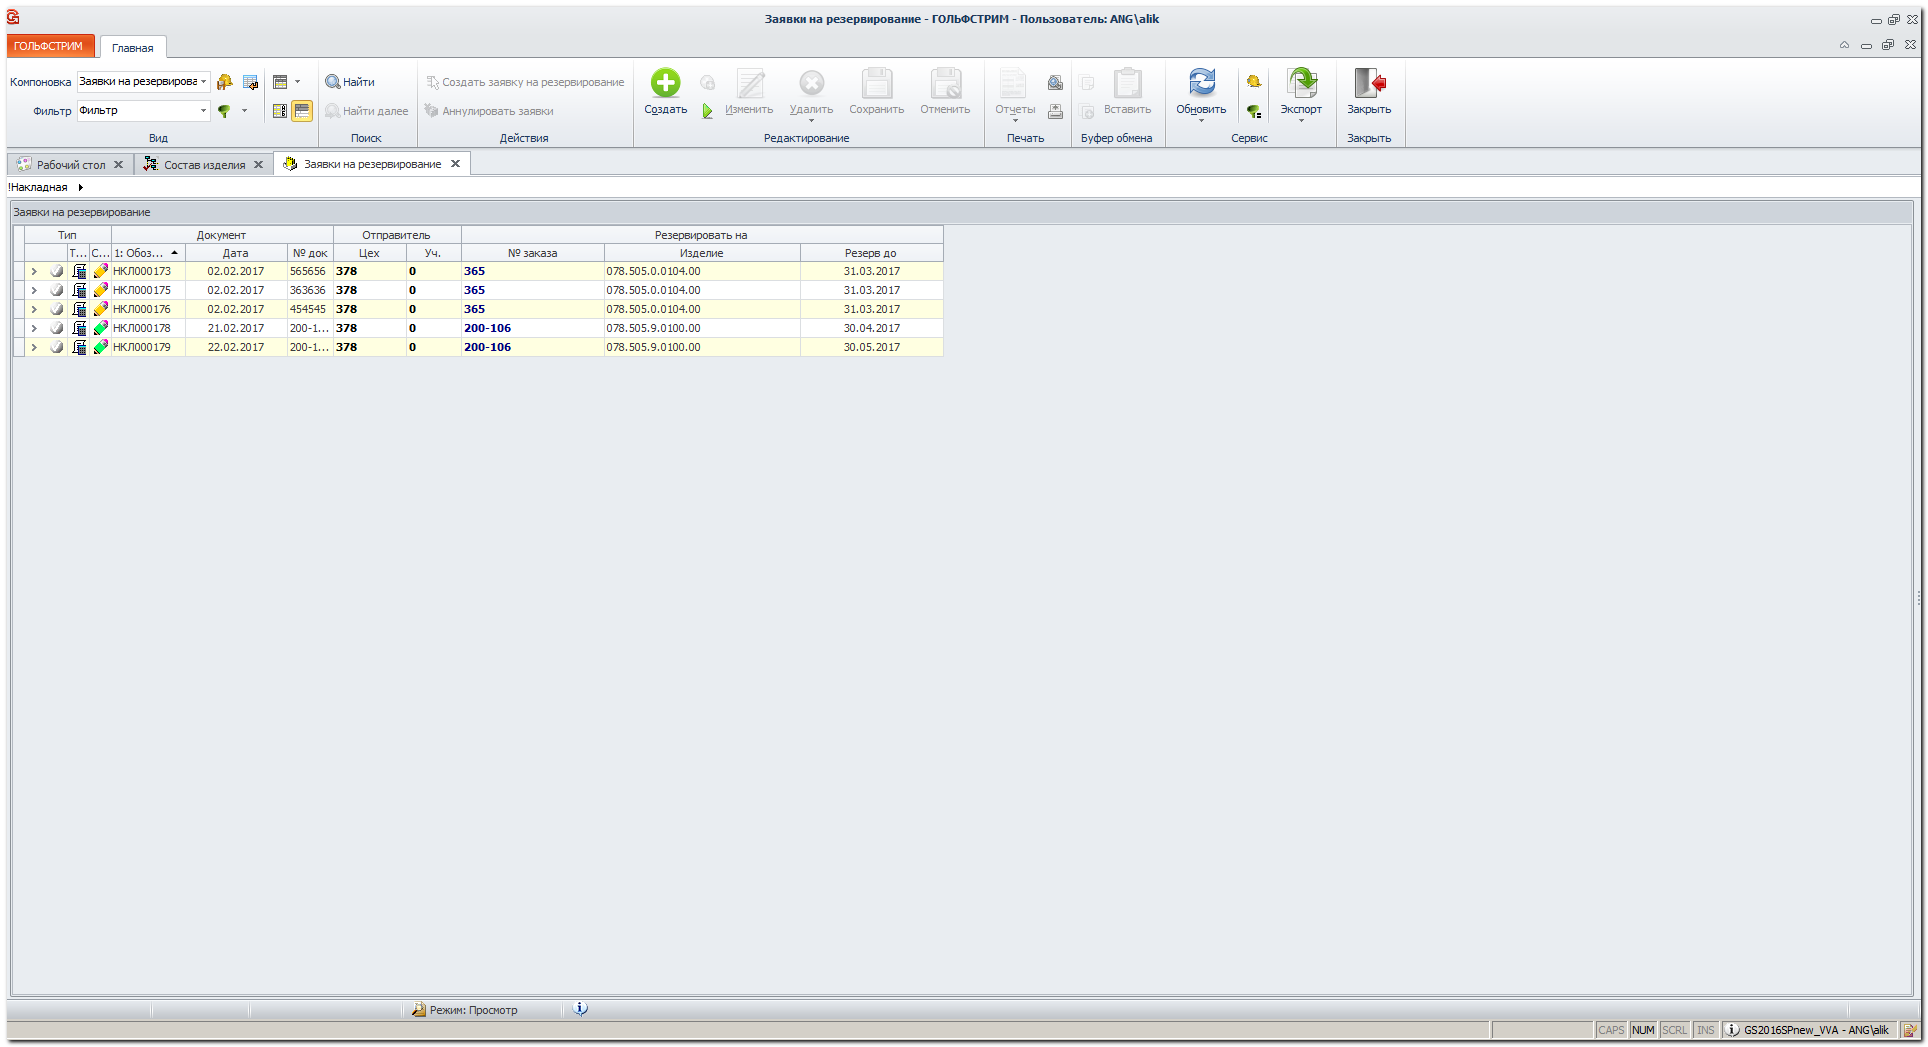 Заявки на резервирование - ГОЛЬФСТРИМ - Пользователь: ANG\alik
ГОЛЬФСТРИМ Главная
Компоновка Заявки на резервирова
Фильтр Фильтр
Вид
Найти
Найти далее
Поиск
Создать заявку на резервирование
Аннулировать заявки
Действия
Создать Изменить Удалить Сохранить Отменить
Редактирование
Отчеты
Печать
Вставить
Буфер обмена
Обновить Экспорт
Сервис
Закрыть
Закрыть
Рабочий стол Состав изделия Заявки на резервирование
!Накладная
Заявки на резервирование
Тип Документ Отправитель Резервировать на
Т... С... 1: Обоз... Дата № док Цех Уч. № заказа Изделие Резерв до
НКЛ000173 02.02.2017 565656 378 0 365 078.505.0.0104.00 31.03.2017
НКЛ000175 02.02.2017 363636 378 0 365 078.505.0.0104.00 31.03.2017
НКЛ000176 02.02.2017 454545 378 0 365 078.505.0.0104.00 31.03.2017
НКЛ000178 21.02.2017 200-1... 378 0 200-106 078.505.9.0100.00 30.04.2017
НКЛ000179 22.02.2017 200-1... 378 0 200-106 078.505.9.0100.00 30.05.2017
Режим: Просмотр
CAPS NUM SCRL INS GS2016SPnew_VVA - ANG\alik